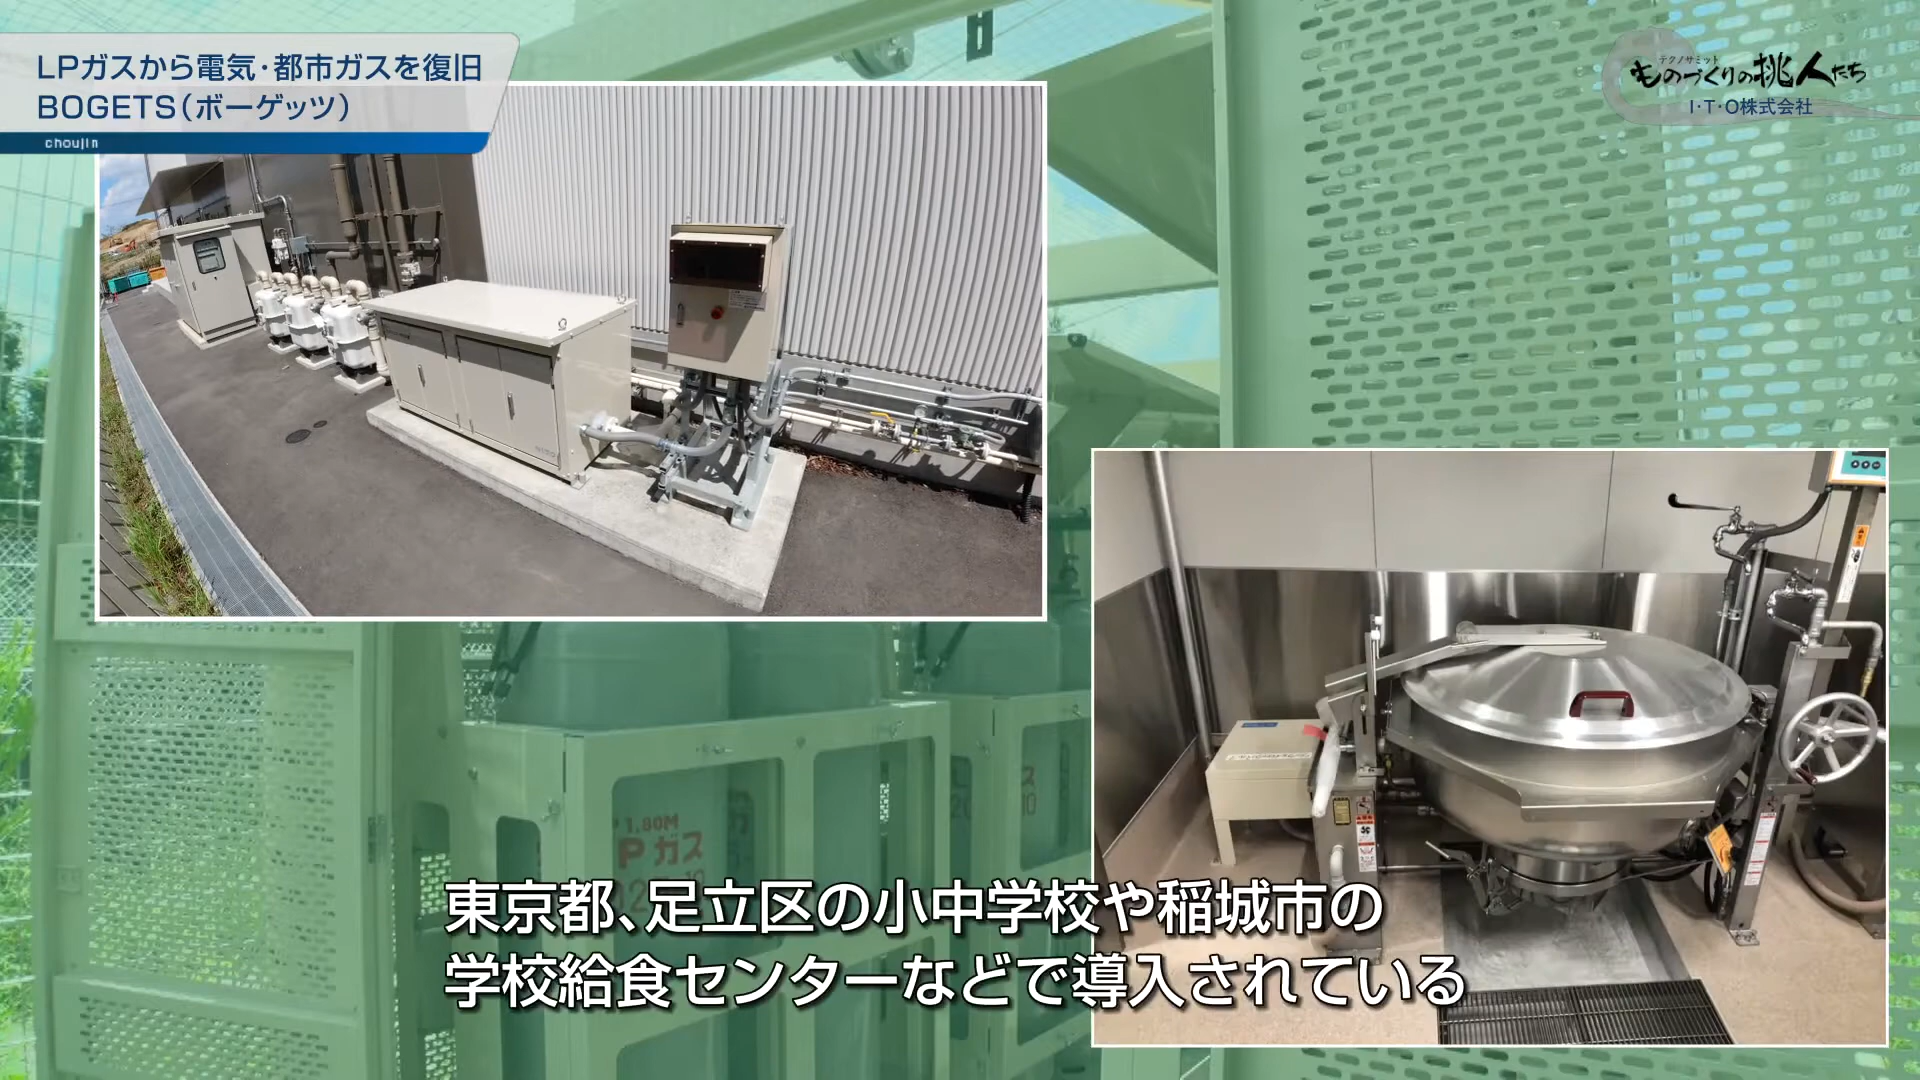 LPガスから電気・都市ガスを復旧
BOGETS(ボーゲッツ)
choujin
テクノサミット
ものづくりの挑人たち
I・T・O株式会社
1,80M
Pガス
東京都、足立区の小中学校や稲城市の
学校給食センターなどで導入されている